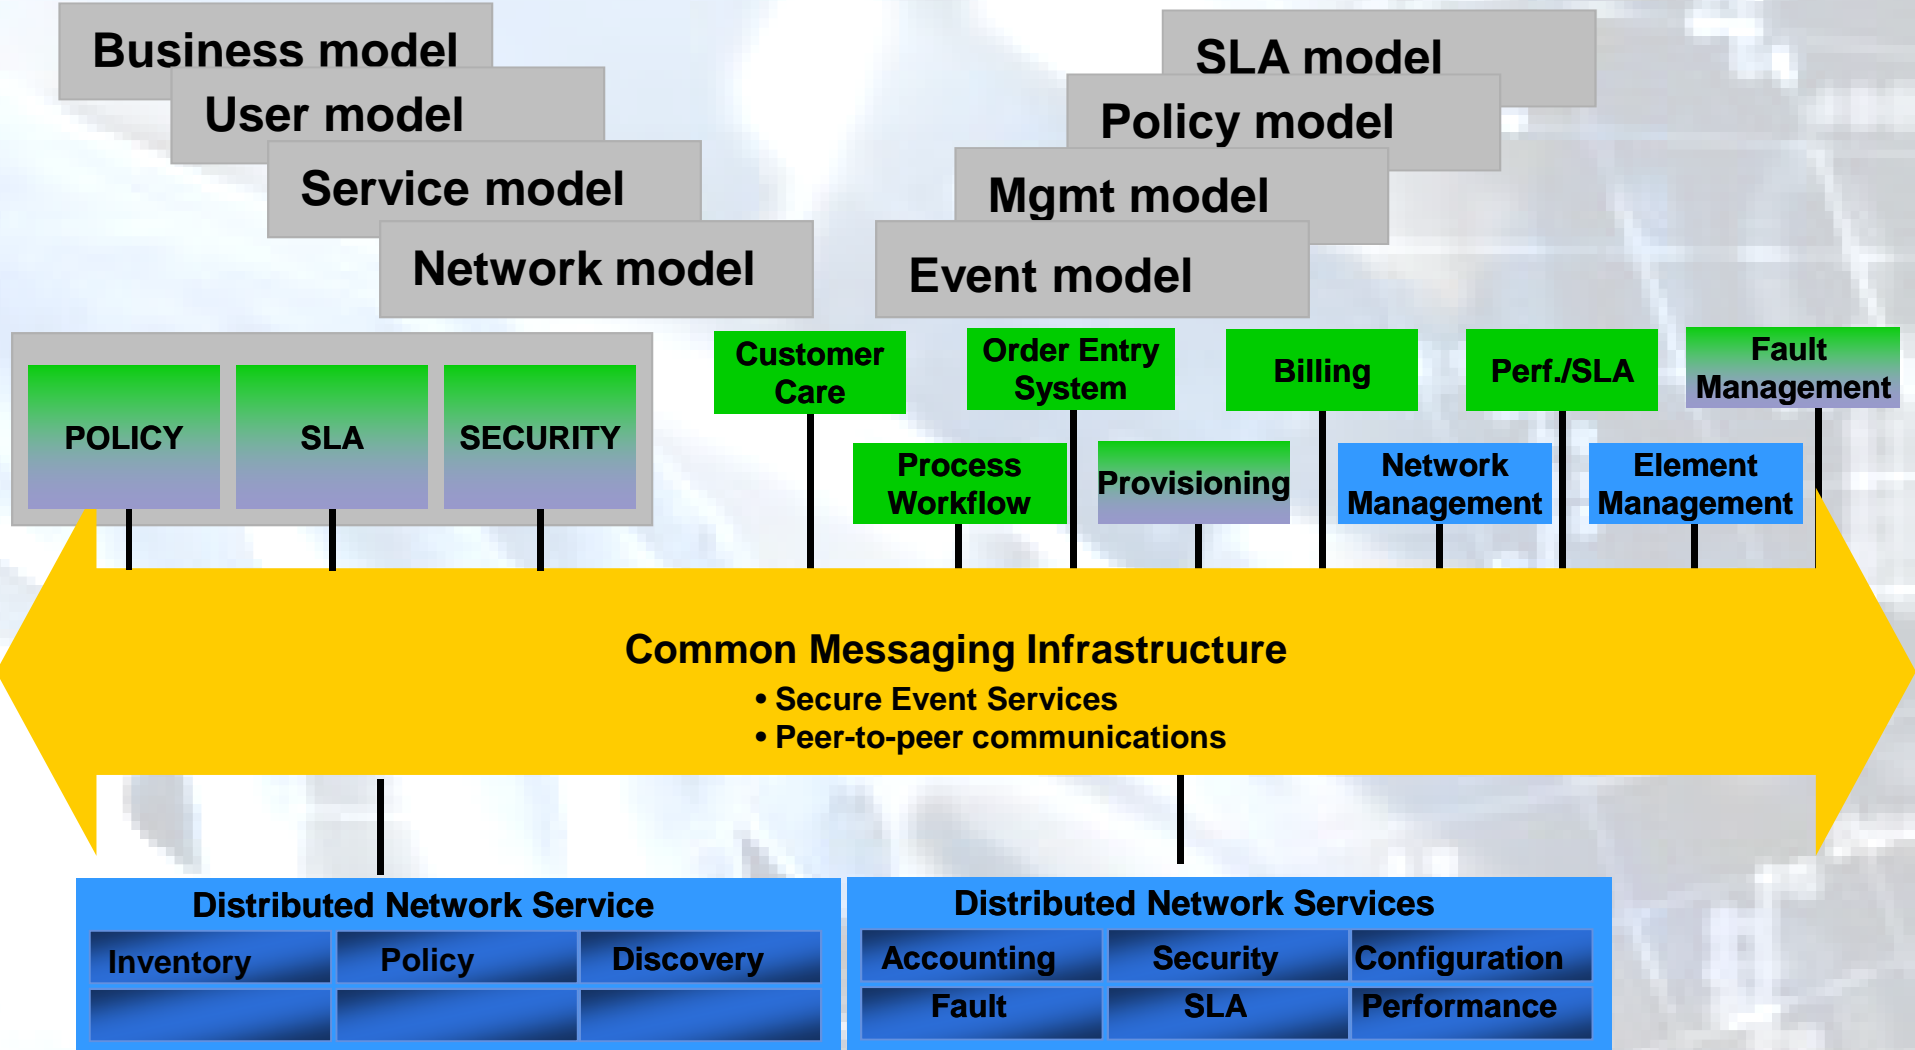 Business model
User model
Service model
Network model
SLA model
Policy model
Mgmt model
Event model
POLICY
SLA
SECURITY
Customer
Care
Order Entry
System
Billing
Perf./SLA
Fault
Management
Process
Workflow
Provisioning
Network
Management
Element
Management
Common Messaging Infrastructure
• Secure Event Services
• Peer-to-peer communications
Distributed Network Service
Inventory
Policy
Discovery
Distributed Network Services
Accounting
Security
Configuration
Fault
SLA
Performance